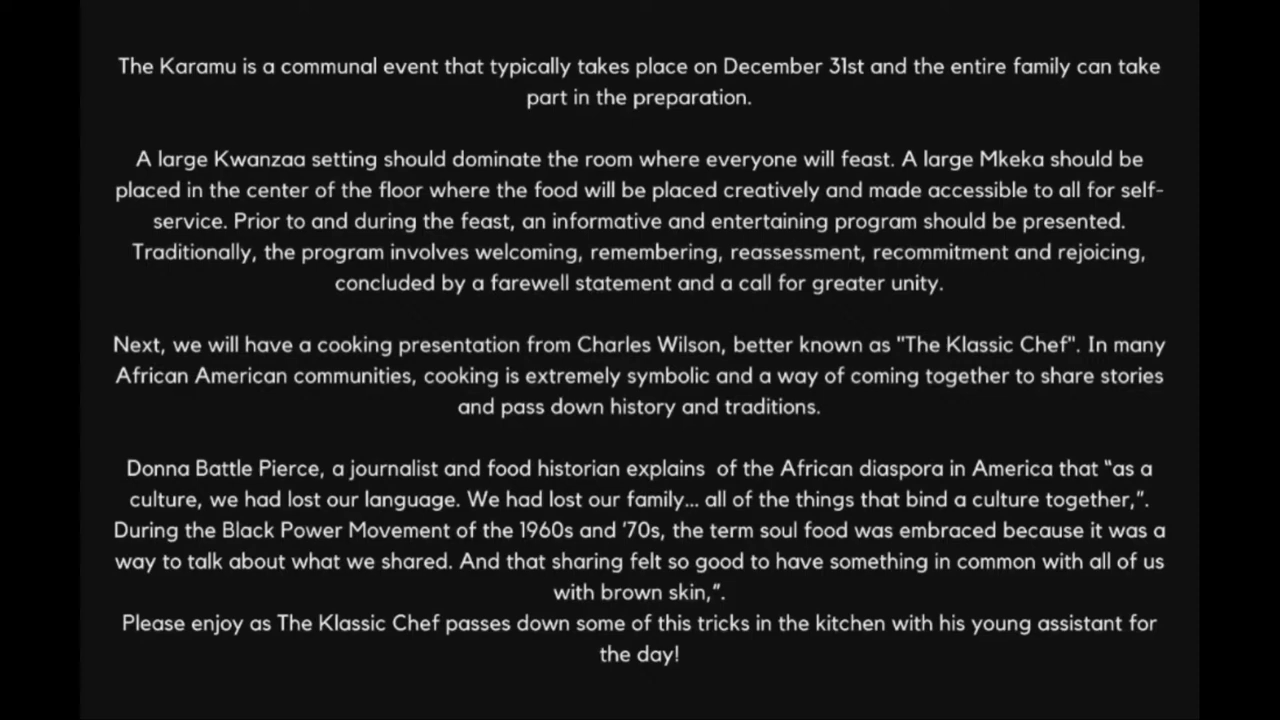 The Karamu is a communal event that typically takes place on December 31st and the entire family can take
part in the preparation.
A large Kwanzaa setting should dominate the room where everyone will feast. A large Mkeka should be
placed in the center of the floor where the food will be placed creatively and made accessible to all for self-
service. Prior to and during the feast, an informative and entertaining program should be presented.
Traditionally, the program involves welcoming, remembering, reassessment, recommitment and rejoicing,
concluded by a farewell statement and a call for greater unity.
Next, we will have a cooking presentation from Charles Wilson, better known as "The Klassic Chef". In many
African American communities, cooking is extremely symbolic and a way of coming together to share stories
and pass down history and traditions.
Donna Battle Pierce, a journalist and food historian explains  of the African diaspora in America that “as a
culture, we had lost our language. We had lost our family... all of the things that bind a culture together,”.
During the Black Power Movement of the 1960s and ’70s, the term soul food was embraced because it was a
way to talk about what we shared. And that sharing felt so good to have something in common with all of us
with brown skin,”.
Please enjoy as The Klassic Chef passes down some of this tricks in the kitchen with his young assistant for
the day!